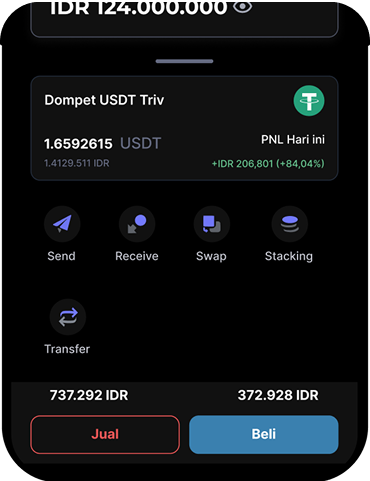 IDR 124.000.000
Dompet USDT Triv
1.6592615 USDT
PNL Hari ini
1.4129.511 IDR
+IDR 206,801 (+84,04%)
Send
Receive
Swap
Stacking
Transfer
737.292 IDR
372.928 IDR
Jual
Beli